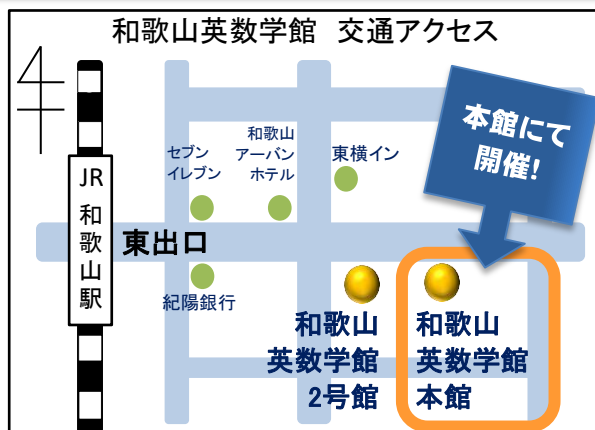 和歌山英数学館 交通アクセス
本館にて
開催!
セブン
イレブン
和歌山
アーバン
ホテル
東横イン
JR
和
歌
山
駅
東出口
紀陽銀行
和歌山
英数学館
2号館
和歌山
英数学館
本館